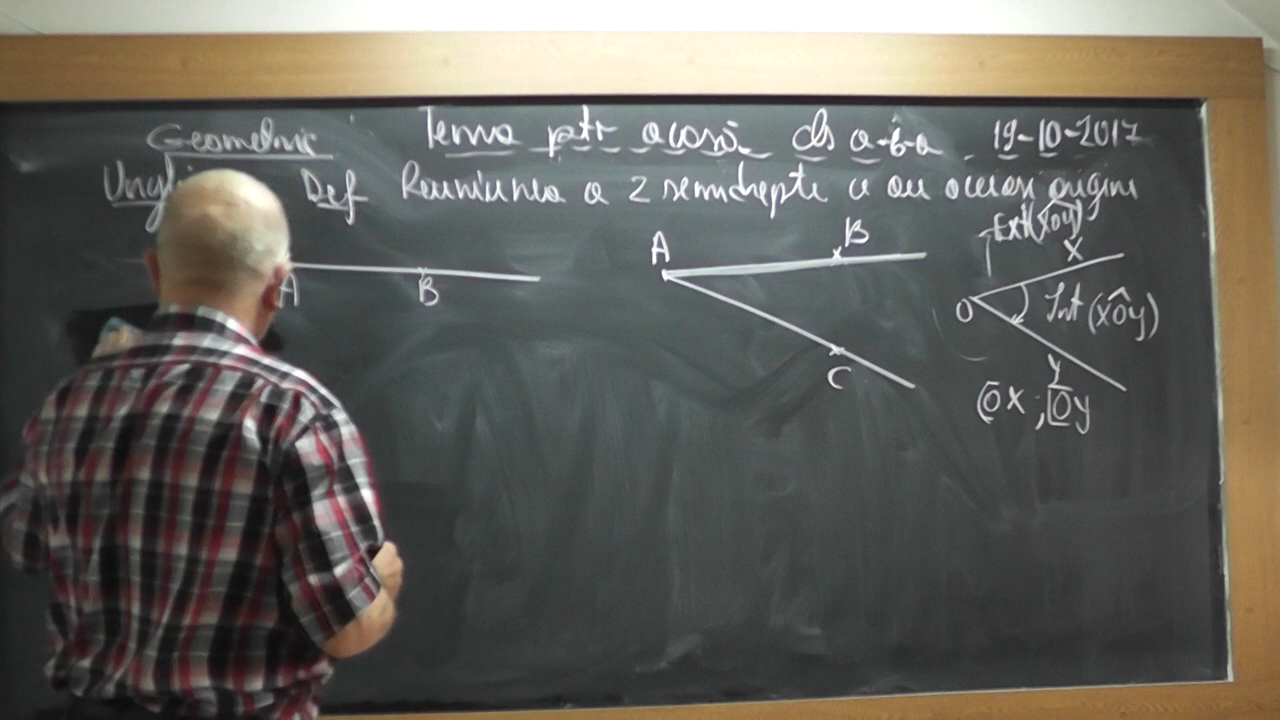 Geometrie Tema ptr acasă cls a-6-a 19-10-2017
Def Reuniunea a 2 semidrepte cu aceeași origine
Ext(xOy)
A B X
A B O Int(xOy)
C Y
OX ; OY